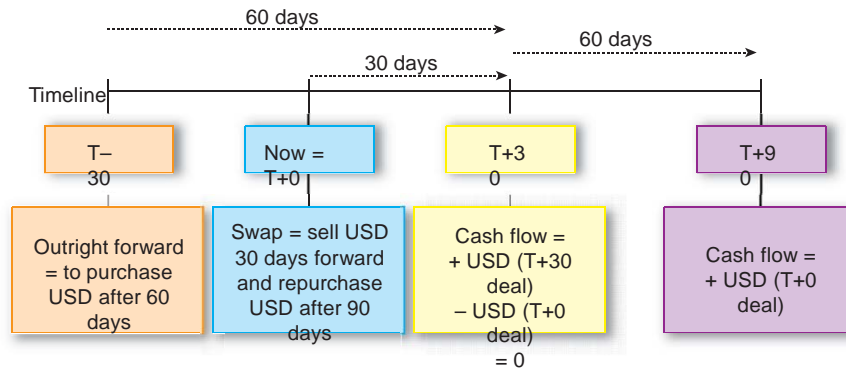 60 days
60 days
30 days
Timeline
T–
30
Now =
T+0
T+3
0
T+9
0
Outright forward
= to purchase
USD after 60
days
Swap = sell USD
30 days forward
and repurchase
USD after 90
days
Cash flow =
+ USD (T+30
deal)
– USD (T+0
deal)
= 0
Cash flow =
+ USD (T+0
deal)